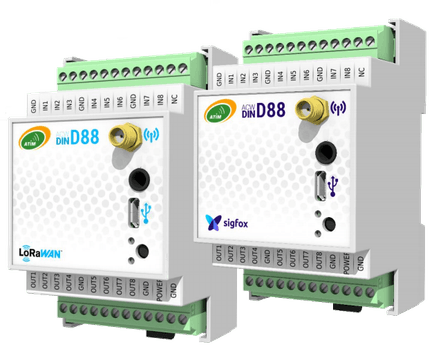 GND IN1 IN2 IN3 GND IN4 IN5 IN6 GND IN7 IN8 NC
ATIM
DIN D88
LoRaWAN
OUT1 OUT2 OUT3 OUT4 GND OUT5 OUT6 OUT7 OUT8 GND POWER GND
GND IN1 IN2 IN3 GND IN4 IN5 IN6 GND IN7 IN8 NC
ATIM
ACW
DIN D88
sigfox
OUT1 OUT2 OUT3 OUT4 GND OUT5 OUT6 OUT7 OUT8 GND POWER GND